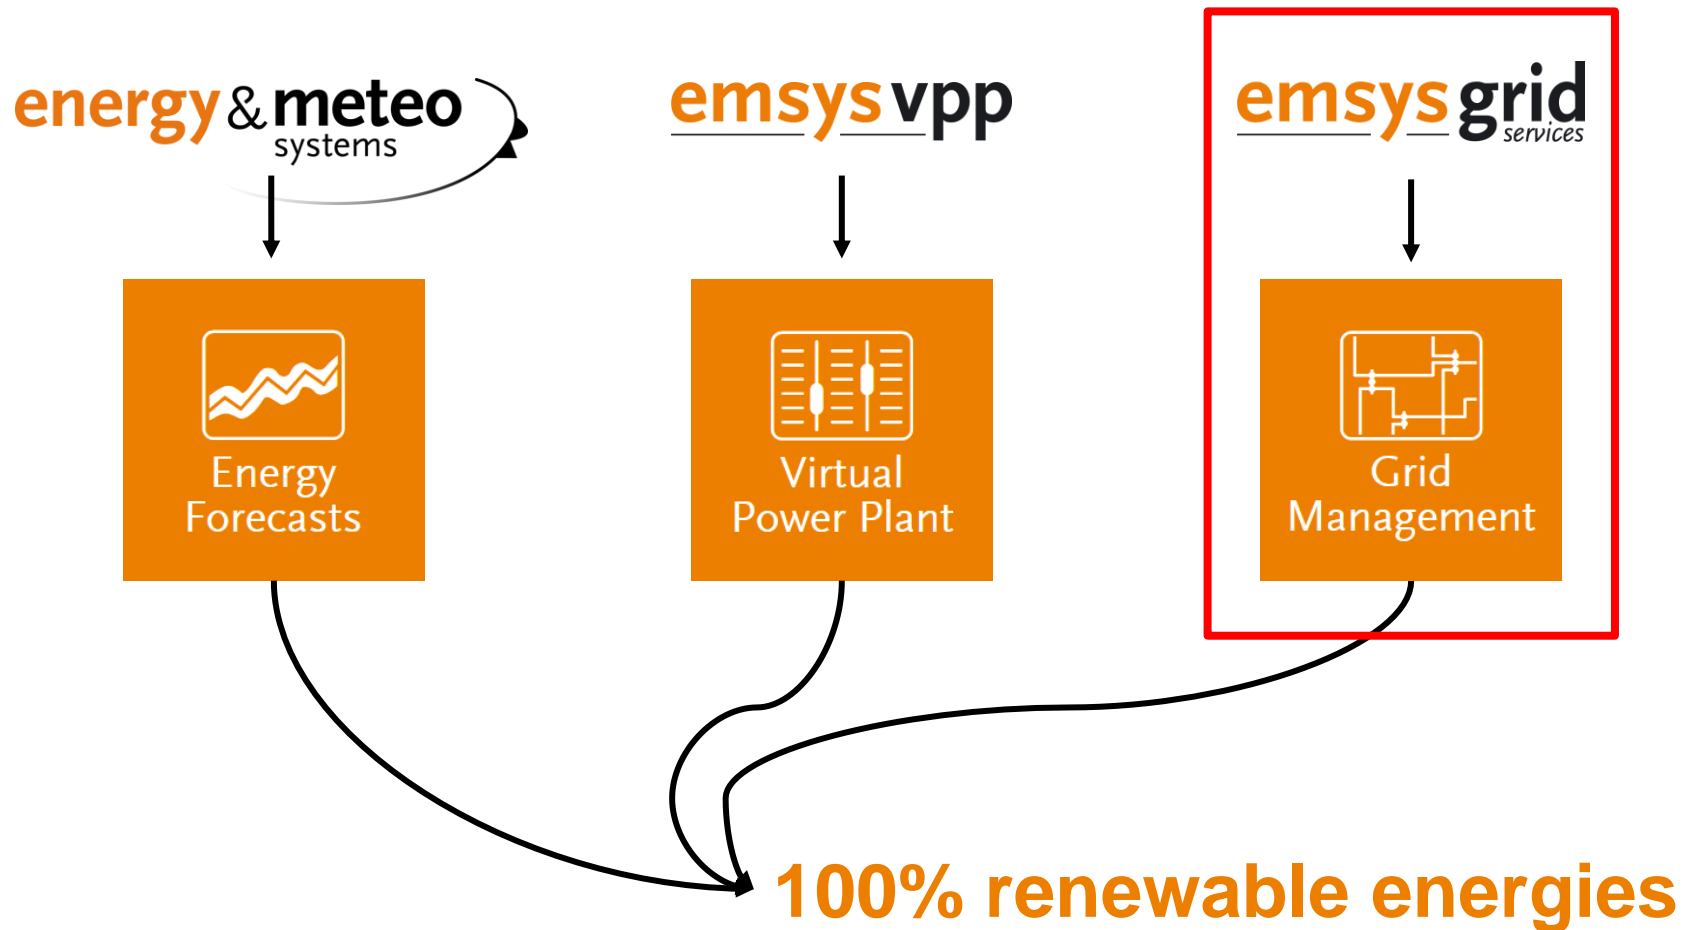 energy & meteo
systems
emsys vpp
emsys grid
services
Energy
Forecasts
Virtual
Power Plant
Grid
Management
100% renewable energies